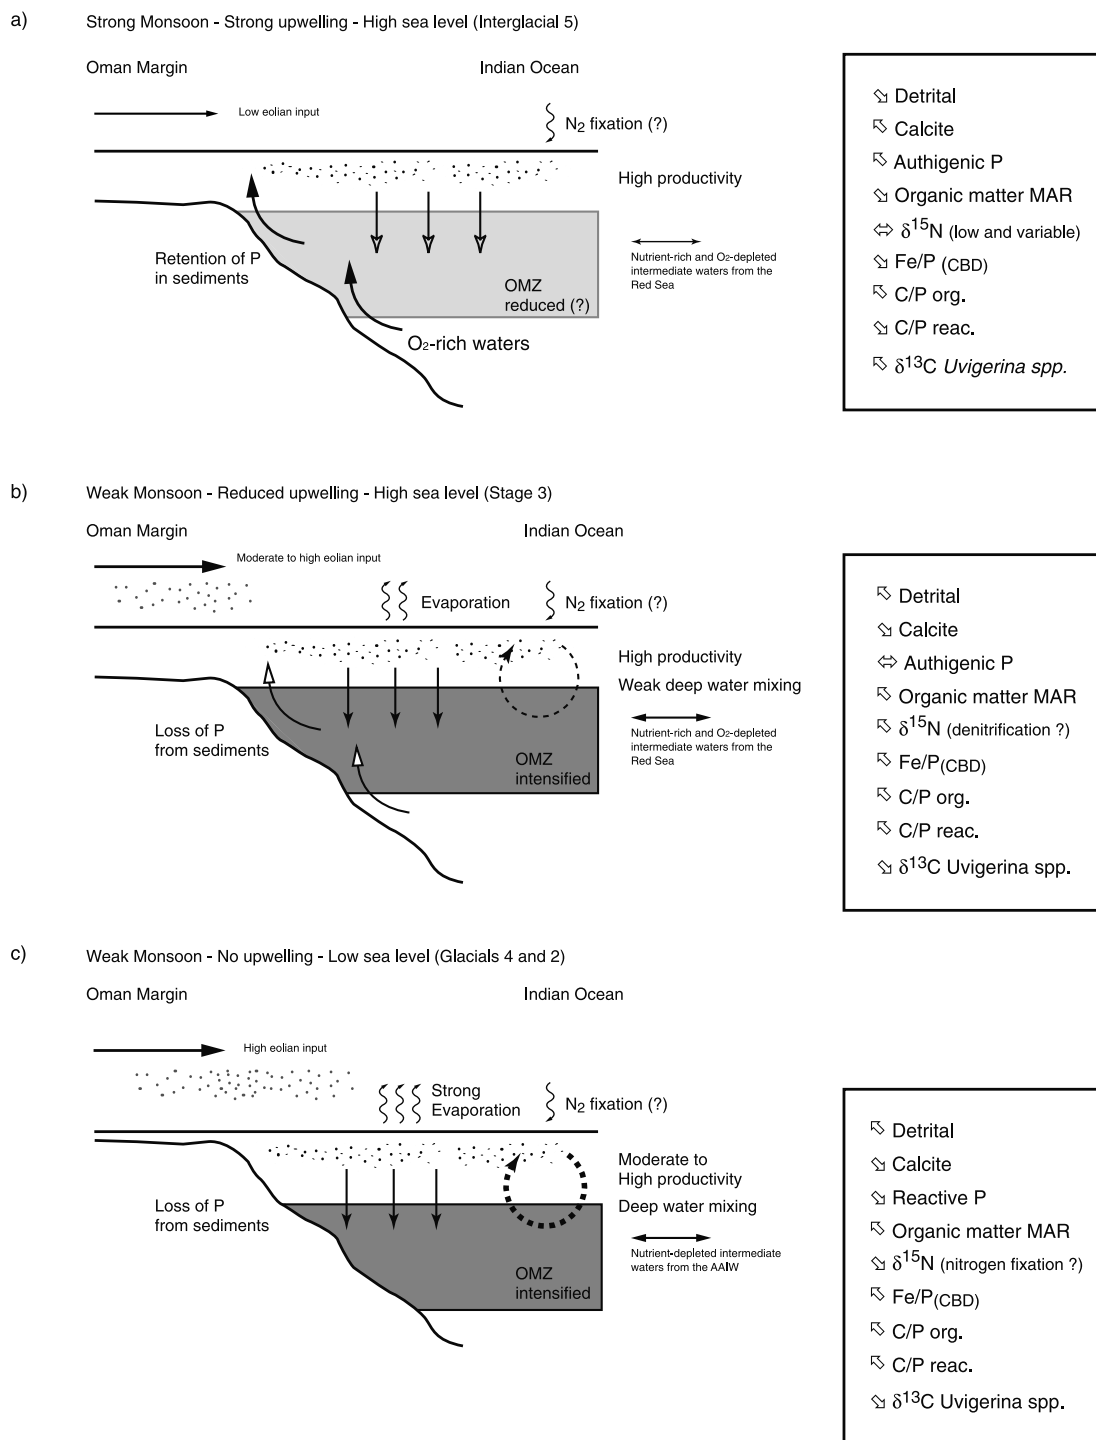 a)
Strong Monsoon - Strong upwelling - High sea level (Interglacial 5)
Oman Margin
Indian Ocean
Low eolian input
N2 fixation (?)
High productivity
Retention of P
in sediments
OMZ
reduced (?)
O2-rich waters
Nutrient-rich and O2-depleted
intermediate waters from the
Red Sea
⬂ Detrital
⬁ Calcite
⬁ Authigenic P
⬂ Organic matter MAR
⬄ δ15N (low and variable)
⬂ Fe/P (CBD)
⬁ C/P org.
⬂ C/P reac.
⬁ δ13C Uvigerina spp.
b)
Weak Monsoon - Reduced upwelling - High sea level (Stage 3)
Oman Margin
Indian Ocean
Moderate to high eolian input
Evaporation
N2 fixation (?)
High productivity
Weak deep water mixing
Loss of P
from sediments
OMZ
intensified
Nutrient-rich and O2-depleted
intermediate waters from the
Red Sea
⬁ Detrital
⬂ Calcite
⬄ Authigenic P
⬁ Organic matter MAR
⬁ δ15N (denitrification ?)
⬁ Fe/P(CBD)
⬁ C/P org.
⬁ C/P reac.
⬂ δ13C Uvigerina spp.
c)
Weak Monsoon - No upwelling - Low sea level (Glacials 4 and 2)
Oman Margin
Indian Ocean
High eolian input
Strong
Evaporation
N2 fixation (?)
Moderate to
High productivity
Deep water mixing
Loss of P
from sediments
OMZ
intensified
Nutrient-depleted intermediate
waters from the AAIW
⬁ Detrital
⬂ Calcite
⬂ Reactive P
⬁ Organic matter MAR
⬂ δ15N (nitrogen fixation ?)
⬁ Fe/P(CBD)
⬁ C/P org.
⬁ C/P reac.
⬂ δ13C Uvigerina spp.